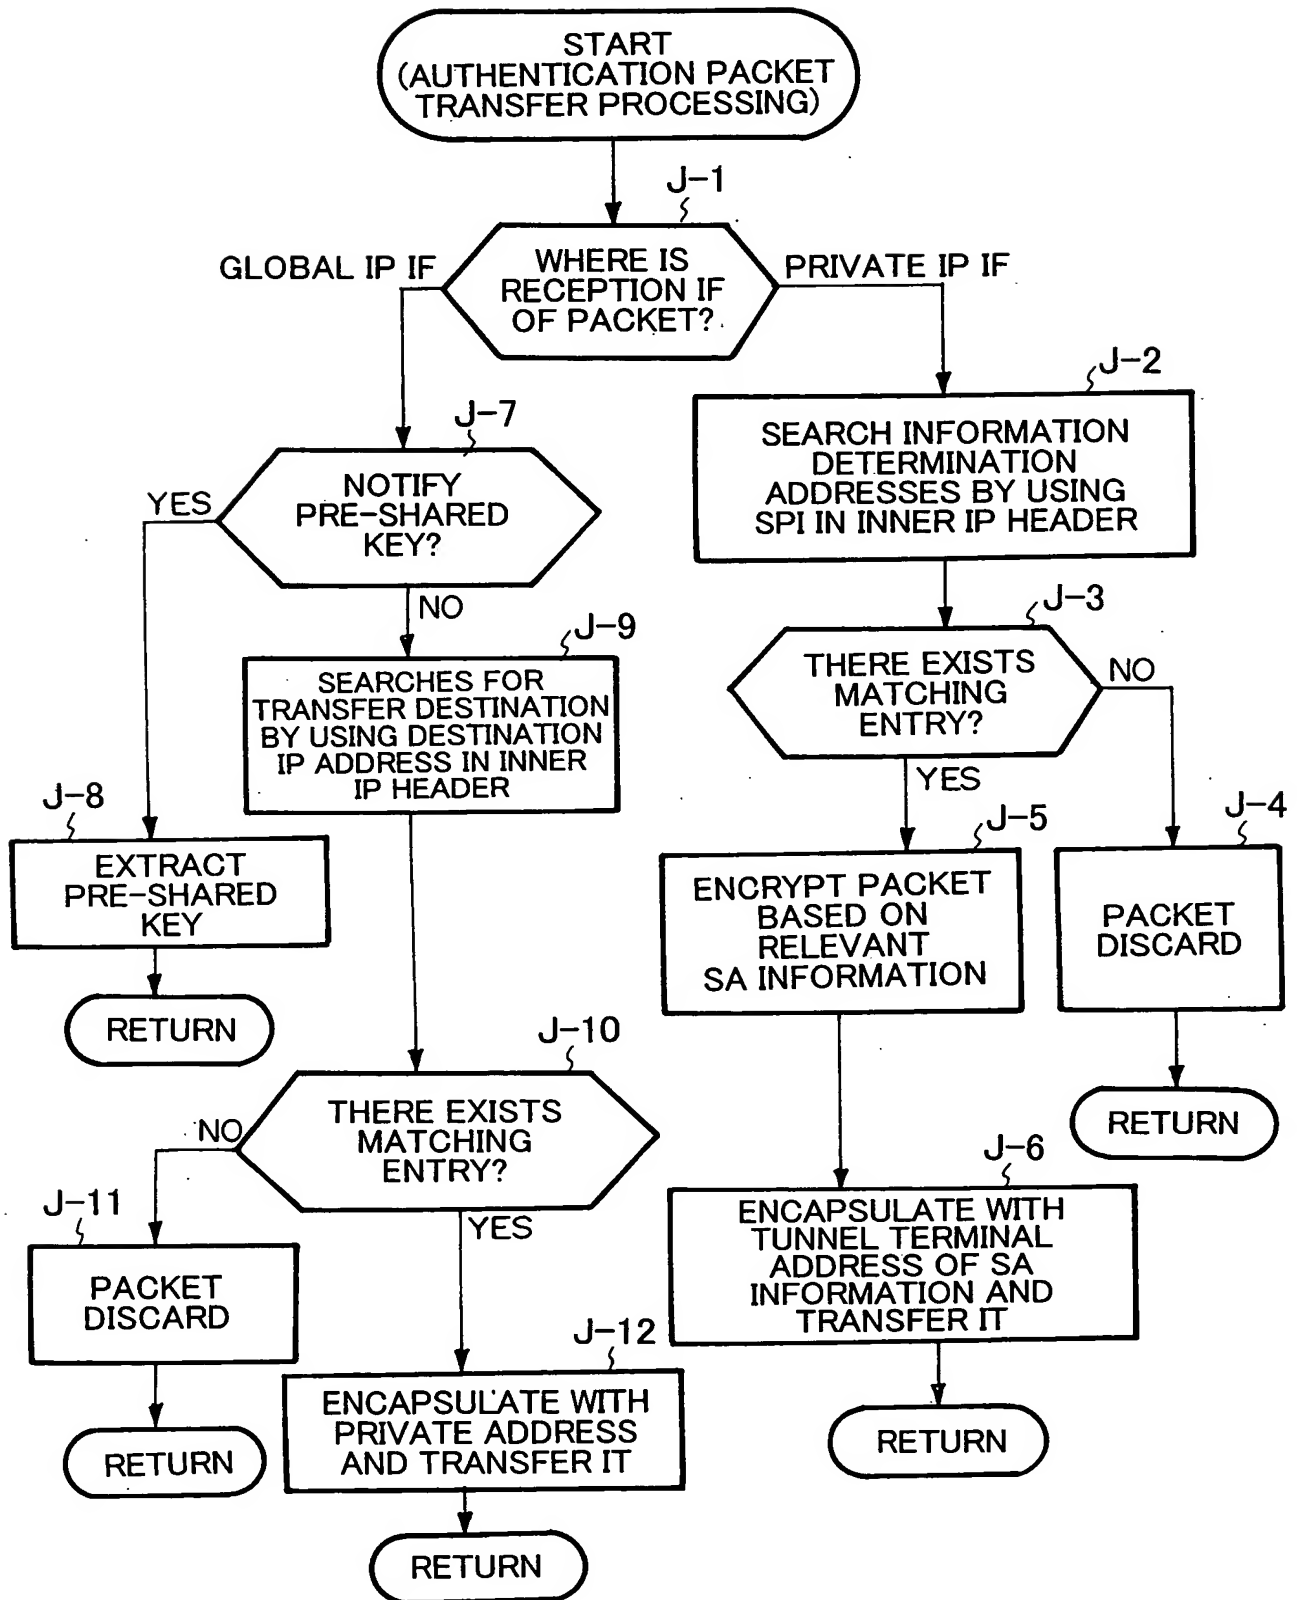 START
(AUTHENTICATION PACKET
TRANSFER PROCESSING)
J-1
GLOBAL IP IF
WHERE IS
RECEPTION IF
OF PACKET?
PRIVATE IP IF
J-2
SEARCH INFORMATION
DETERMINATION
ADDRESSES BY USING
SPI IN INNER IP HEADER
J-7
NOTIFY
PRE-SHARED
KEY?
YES
NO
J-3
THERE EXISTS
MATCHING
ENTRY?
NO
YES
J-9
SEARCHES FOR
TRANSFER DESTINATION
BY USING DESTINATION
IP ADDRESS IN INNER
IP HEADER
J-8
EXTRACT
PRE-SHARED
KEY
RETURN
J-5
ENCRYPT PACKET
BASED ON
RELEVANT
SA INFORMATION
J-4
PACKET
DISCARD
RETURN
J-10
THERE EXISTS
MATCHING
ENTRY?
NO
YES
J-6
ENCAPSULATE WITH
TUNNEL TERMINAL
ADDRESS OF SA
INFORMATION AND
TRANSFER IT
RETURN
J-11
PACKET
DISCARD
RETURN
J-12
ENCAPSULATE WITH
PRIVATE ADDRESS
AND TRANSFER IT
RETURN